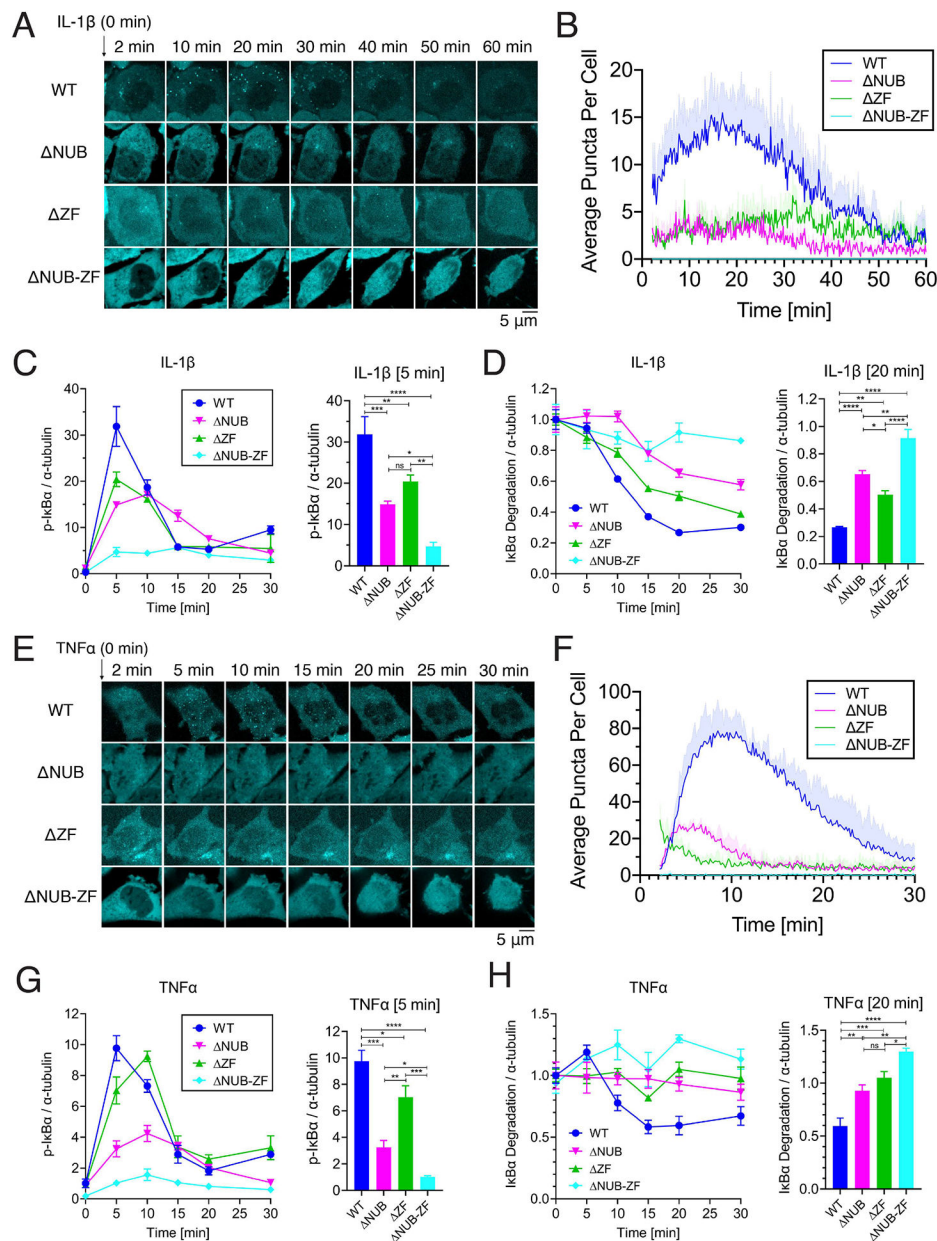 A
IL-1β (0 min)
2 min 10 min 20 min 30 min 40 min 50 min 60 min
WT
ΔNUB
ΔZF
ΔNUB-ZF
5 µm
B
Average Puncta Per Cell
20
15
10
5
0
0 10 20 30 40 50 60
Time [min]
WT
ΔNUB
ΔZF
ΔNUB-ZF
C
IL-1β
p-IκBα / α-tubulin
40
30
20
10
0
0 5 10 15 20 25 30
Time [min]
WT
ΔNUB
ΔZF
ΔNUB-ZF
IL-1β [5 min]
p-IκBα / α-tubulin
40
30
20
10
0
****
**
***
*
ns
**
WT ΔNUB ΔZF ΔNUB-ZF
D
IL-1β
IκBα Degradation / α-tubulin
1.2
1.0
0.8
0.6
0.4
0.2
0.0
0 5 10 15 20 25 30
Time [min]
WT
ΔNUB
ΔZF
ΔNUB-ZF
IL-1β [20 min]
IκBα Degradation / α-tubulin
1.2
1.0
0.8
0.6
0.4
0.2
0.0
****
**
****
**
*
****
WT ΔNUB ΔZF ΔNUB-ZF
E
TNFα (0 min)
2 min 5 min 10 min 15 min 20 min 25 min 30 min
WT
ΔNUB
ΔZF
ΔNUB-ZF
5 µm
F
Average Puncta Per Cell
100
80
60
40
20
0
0 10 20 30
Time [min]
WT
ΔNUB
ΔZF
ΔNUB-ZF
G
TNFα
p-IκBα / α-tubulin
12
10
8
6
4
2
0
0 5 10 15 20 25 30
Time [min]
WT
ΔNUB
ΔZF
ΔNUB-ZF
TNFα [5 min]
p-IκBα / α-tubulin
12
10
8
6
4
2
0
****
*
***
*
**
***
WT ΔNUB ΔZF ΔNUB-ZF
H
TNFα
IκBα Degradation / α-tubulin
1.5
1.0
0.5
0.0
0 5 10 15 20 25 30
Time [min]
WT
ΔNUB
ΔZF
ΔNUB-ZF
TNFα [20 min]
IκBα Degradation / α-tubulin
1.5
1.2
0.9
0.6
0.3
0.0
****
***
**
**
ns
*
WT ΔNUB ΔZF ΔNUB-ZF